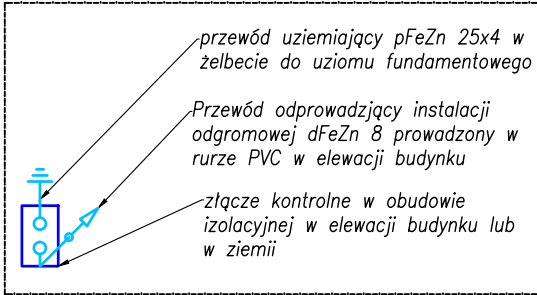 przewód uziemiający pFeZn 25x4 w
żelbecie do uziomu fundamentowego
Przewód odprowadzjący instalacji
odgromowej dFeZn 8 prowadzony w
rurze PVC w elewacji budynku
złącze kontrolne w obudowie
izolacyjnej w elewacji budynku lub
w ziemii